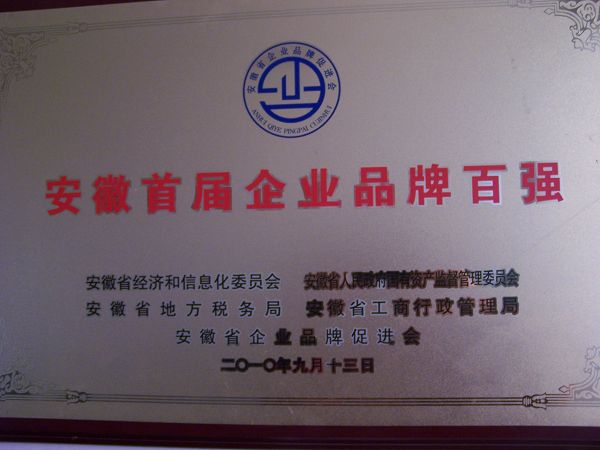 安徽省企业品牌促进会
ANHUI QIYE PINGPAI CUJINHUI
安徽首届企业品牌百强
安徽省经济和信息化委员会 安徽省人民政府国有资产监督管理委员会
安徽省地方税务局 安徽省工商行政管理局
安徽省企业品牌促进会
二〇一〇年九月十三日